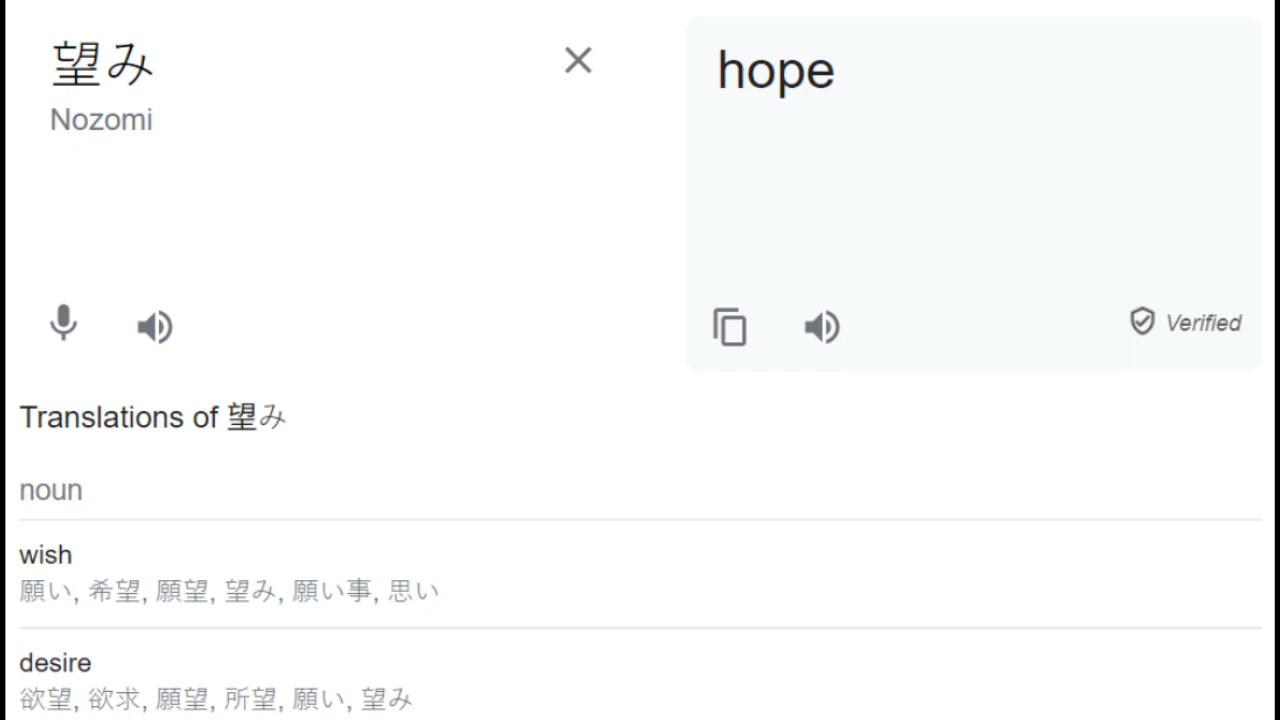 望み
Nozomi
hope
Verified
Translations of 望み
noun
wish
願い, 希望, 願望, 望み, 願い事, 思い
desire
欲望, 欲求, 願望, 所望, 願い, 望み